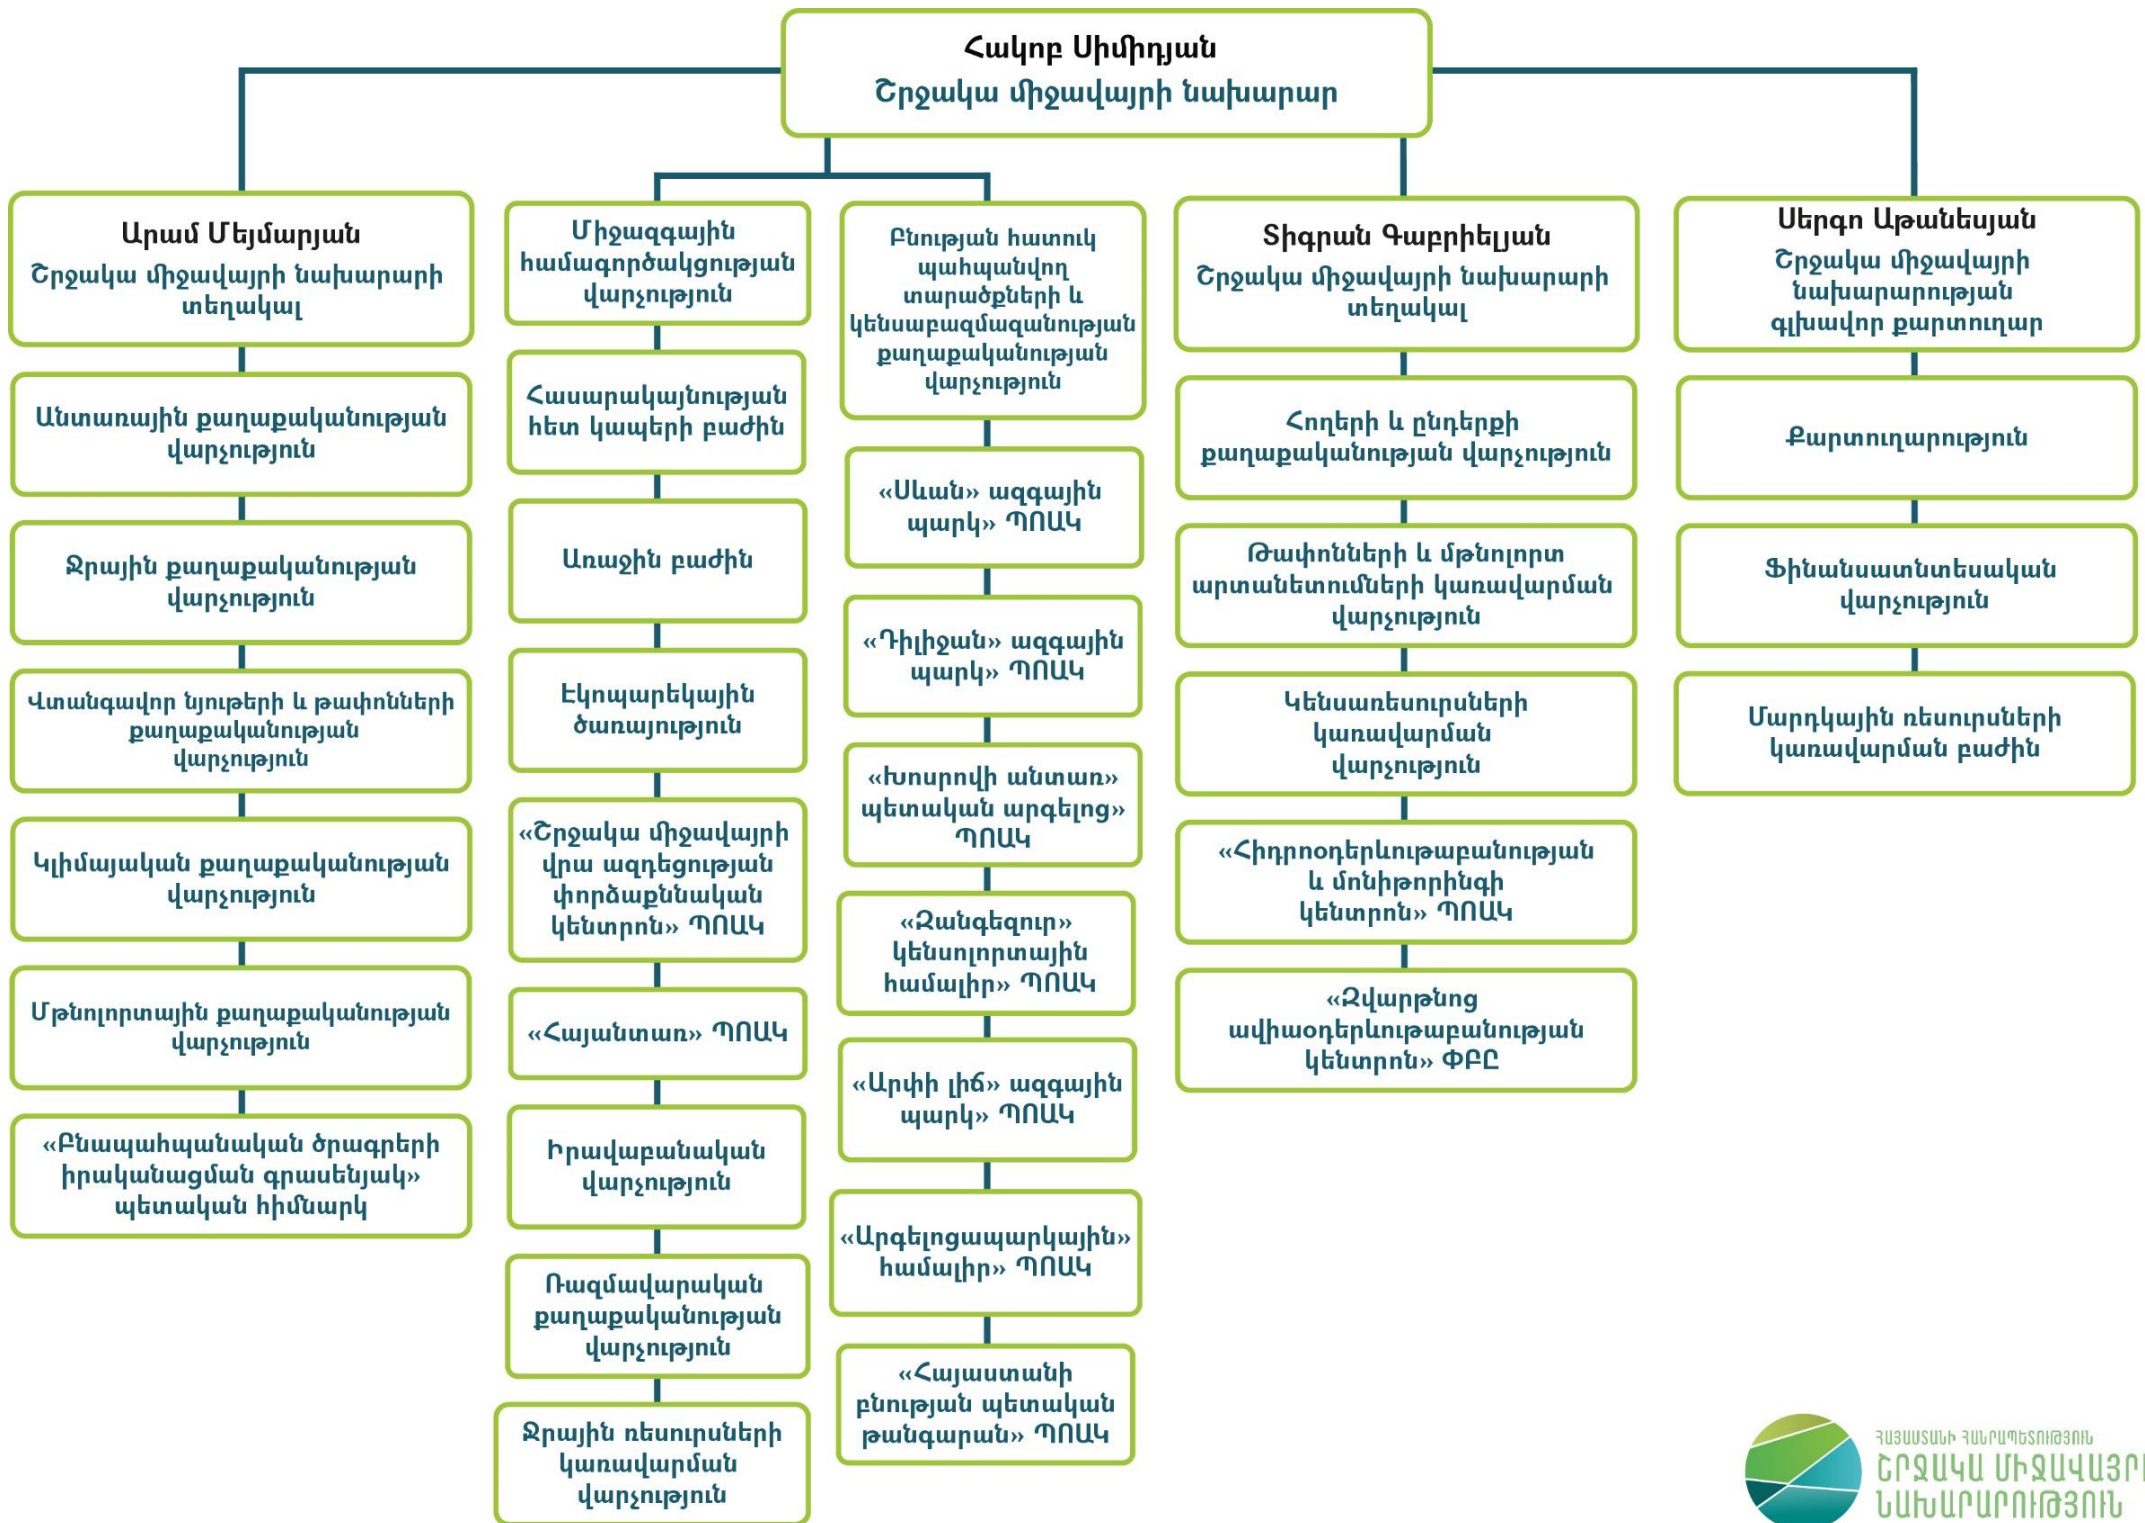 Հակոբ Սիմիդյան
Շրջակա միջավայրի նախարար
Արամ Մեյմարյան
Շրջակա միջավայրի նախարարի
տեղակալ
Անտառային քաղաքականության
վարչություն
Ջրային քաղաքականության
վարչություն
Վտանգավոր նյութերի և թափոնների
քաղաքականության
վարչություն
Կլիմայական քաղաքականության
վարչություն
Մթնոլորտային քաղաքականության
վարչություն
«Բնապահպանական ծրագրերի
իրականացման գրասենյակ»
պետական հիմնարկ
Միջազգային
համագործակցության
վարչություն
Հասարակայնության
հետ կապերի բաժին
Առաջին բաժին
Էկոպարեկային
ծառայություն
«Շրջակա միջավայրի
վրա ազդեցության
փորձաքննական
կենտրոն» ՊՈԱԿ
«Հայանտառ» ՊՈԱԿ
Իրավաբանական
վարչություն
Ռազմավարական
քաղաքականության
վարչություն
Ջրային ռեսուրսների
կառավարման
վարչություն
Բնության հատուկ
պահպանվող
տարածքների և
կենսաբազմազանության
քաղաքականության
վարչություն
«Սևան» ազգային
պարկ» ՊՈԱԿ
«Դիլիջան» ազգային
պարկ» ՊՈԱԿ
«Խոսրովի անտառ»
պետական արգելոց»
ՊՈԱԿ
«Զանգեզուր»
կենսոլորտային
համալիր» ՊՈԱԿ
«Արփի լիճ» ազգային
պարկ» ՊՈԱԿ
«Արգելոցապարկային»
համալիր» ՊՈԱԿ
«Հայաստանի
բնության պետական
թանգարան» ՊՈԱԿ
Տիգրան Գաբրիելյան
Շրջակա միջավայրի նախարարի
տեղակալ
Հողերի և ընդերքի
քաղաքականության վարչություն
Թափոնների և մթնոլորտ
արտանետումների կառավարման
վարչություն
Կենսառեսուրսների
կառավարման
վարչություն
«Հիդրոօդերևութաբանության
և մոնիթորինգի
կենտրոն» ՊՈԱԿ
«Զվարթնոց
ավիաօդերևութաբանության
կենտրոն» ՓԲԸ
Սերգո Աթանեսյան
Շրջակա միջավայրի
նախարարության
գլխավոր քարտուղար
Քարտուղարություն
Ֆինանսատնտեսական
վարչություն
Մարդկային ռեսուրսների
կառավարման բաժին
ՀԱՅԱՍՏԱՆԻ ՀԱՆՐԱՊԵՏՈՒԹՅՈՒՆ
ՇՐՋԱԿԱ ՄԻՋԱՎԱՅՐԻ
ՆԱԽԱՐԱՐՈՒԹՅՈՒՆ